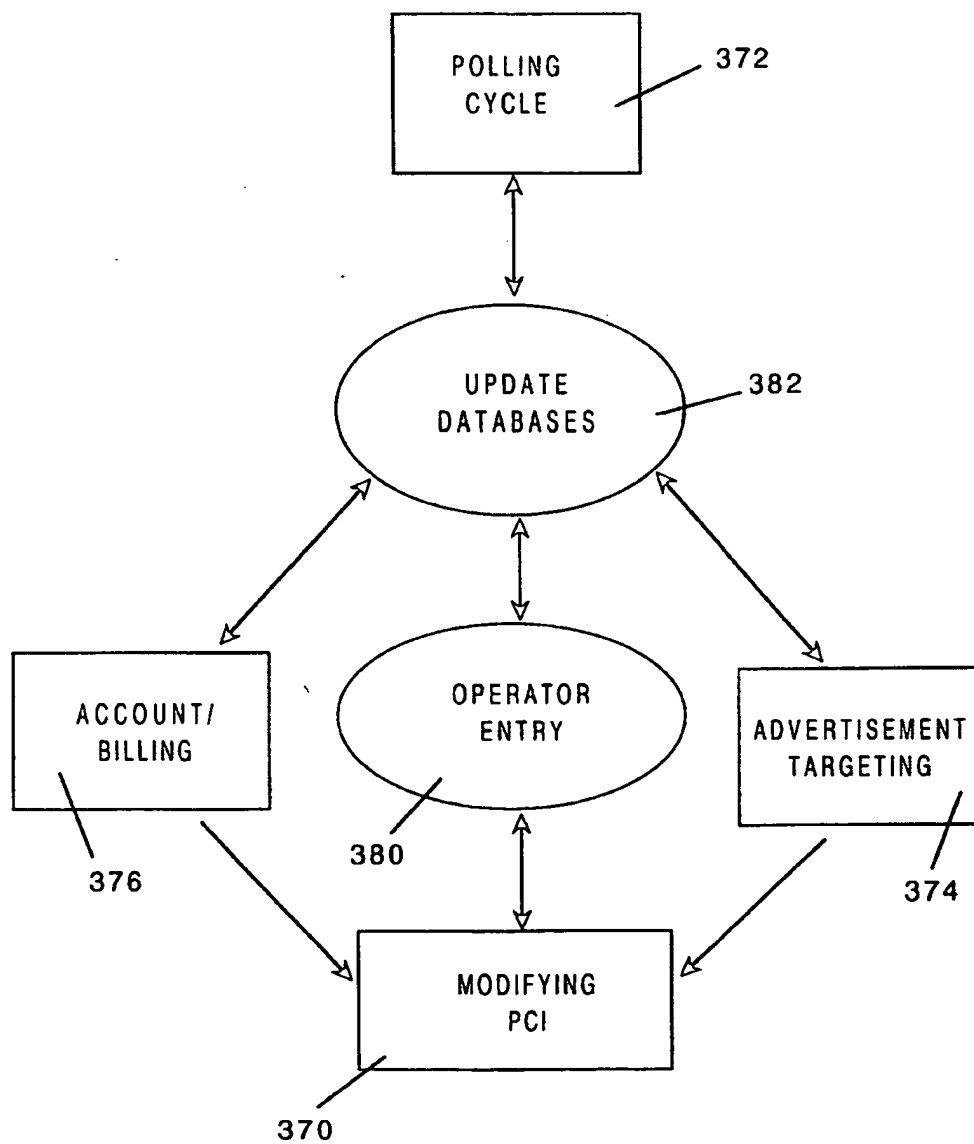 POLLING
CYCLE
372
UPDATE
DATABASES
382
ACCOUNT/
BILLING
376
OPERATOR
ENTRY
380
ADVERTISEMENT
TARGETING
374
MODIFYING
PCI
370